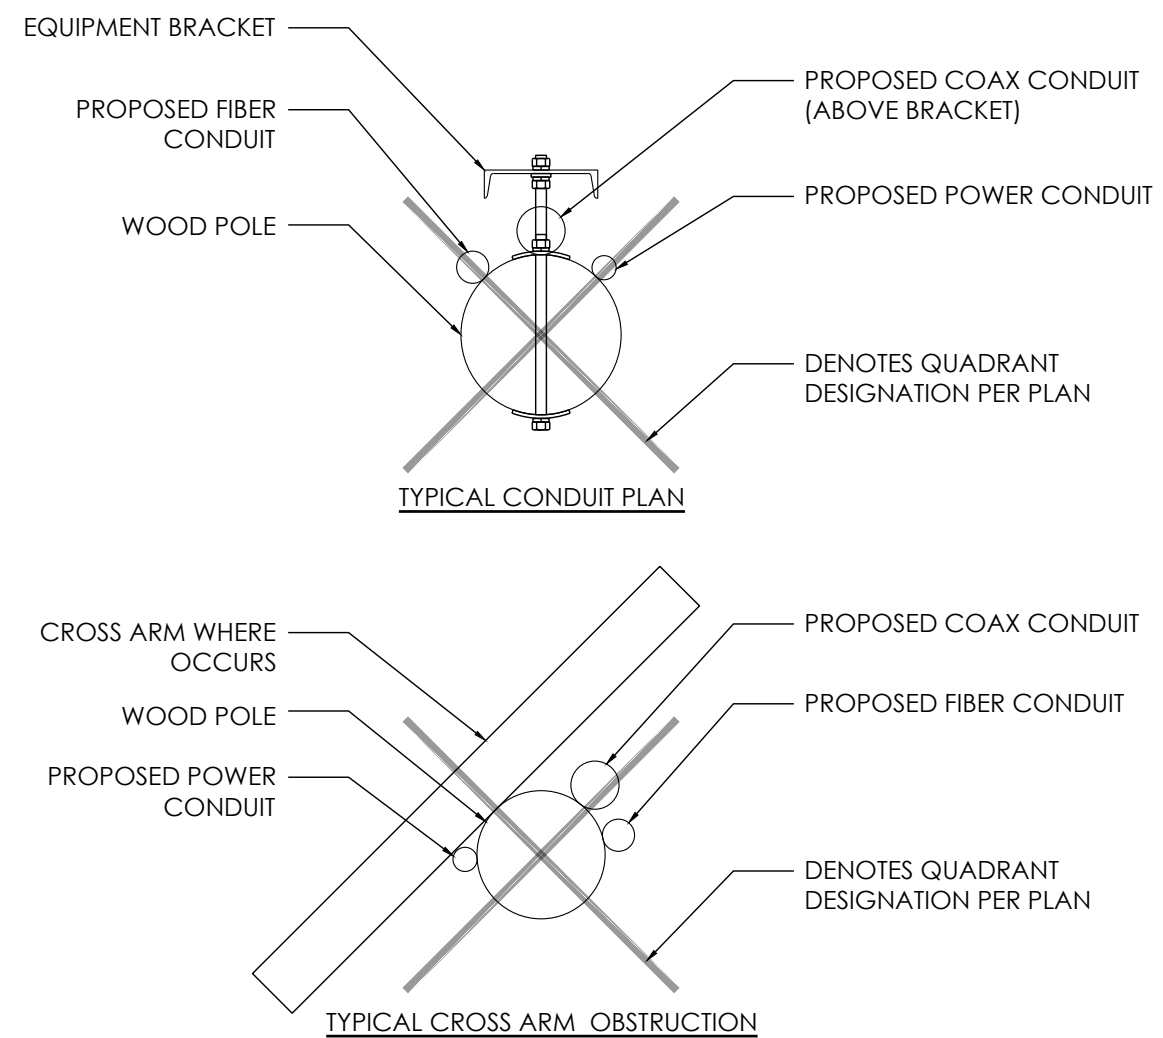 EQUIPMENT BRACKET
PROPOSED FIBER
CONDUIT
WOOD POLE
PROPOSED COAX CONDUIT
(ABOVE BRACKET)
PROPOSED POWER CONDUIT
DENOTES QUADRANT
DESIGNATION PER PLAN
TYPICAL CONDUIT PLAN
CROSS ARM WHERE
OCCURS
WOOD POLE
PROPOSED POWER
CONDUIT
PROPOSED COAX CONDUIT
PROPOSED FIBER CONDUIT
DENOTES QUADRANT
DESIGNATION PER PLAN
TYPICAL CROSS ARM  OBSTRUCTION